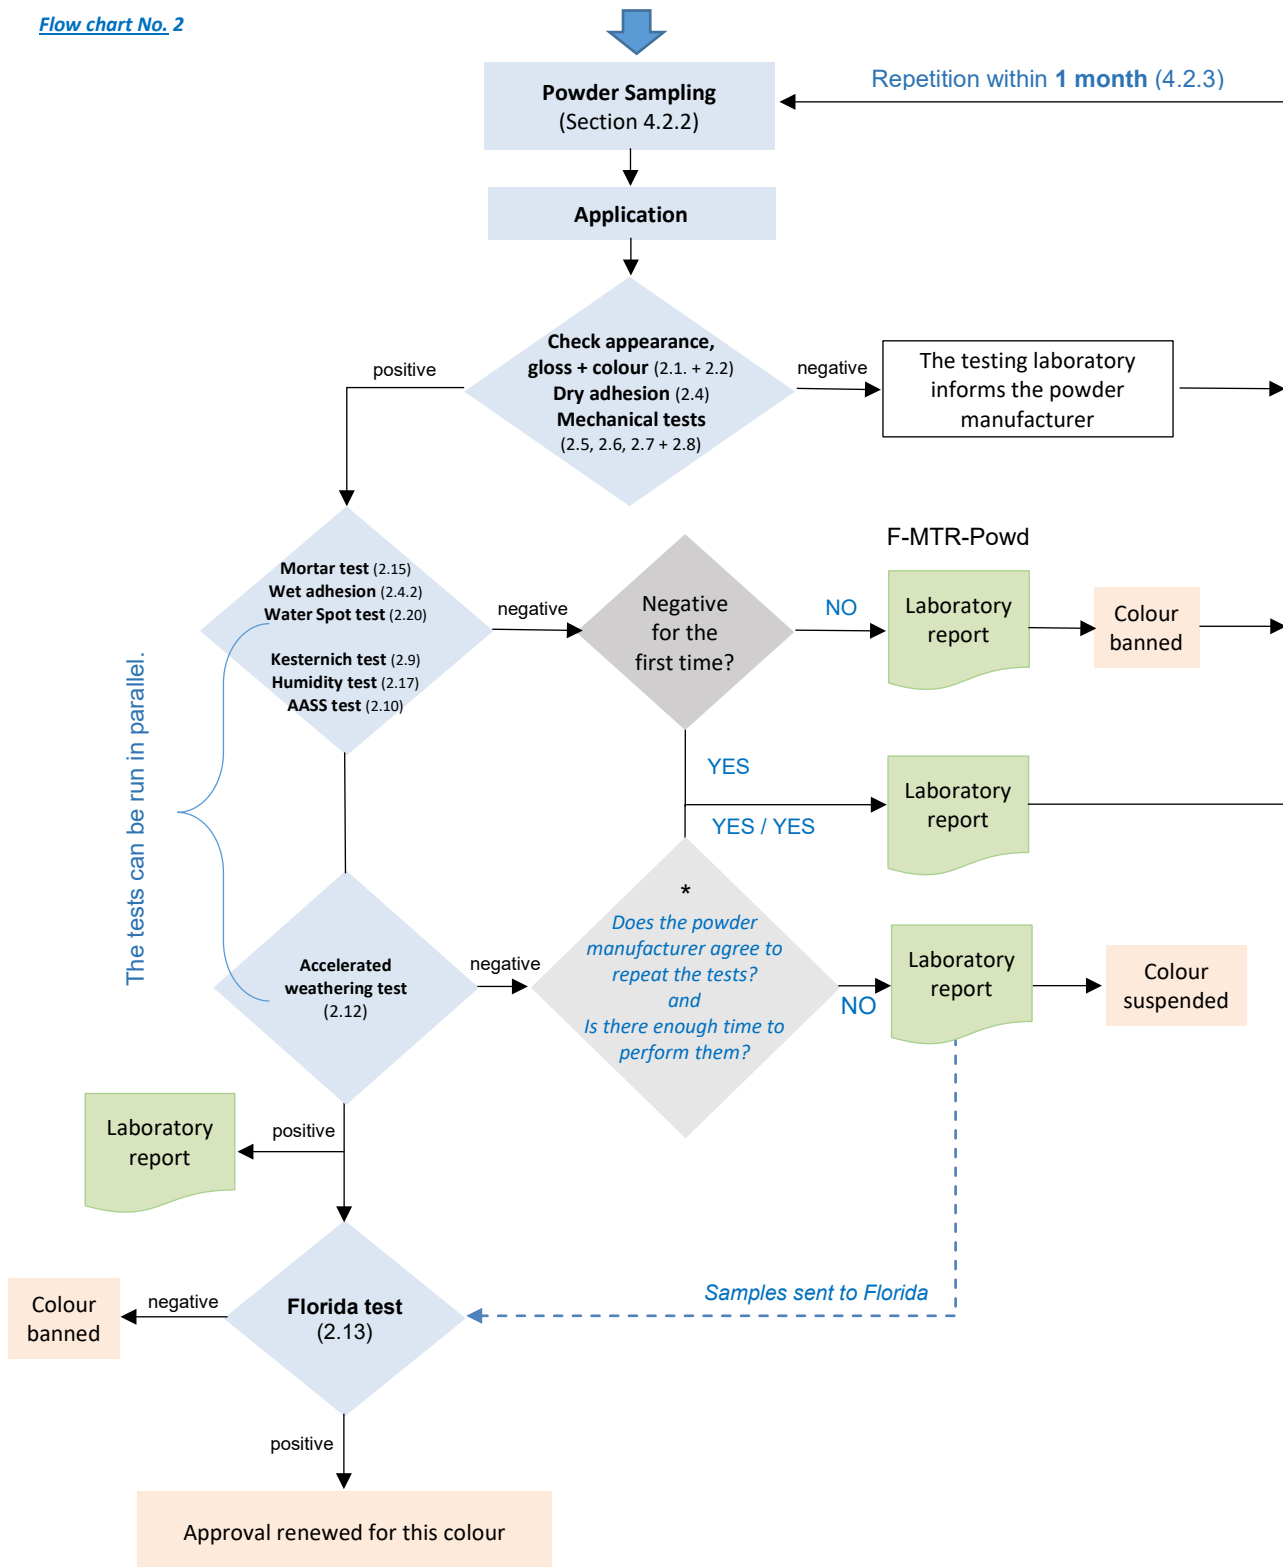 Flow chart No. 2
Repetition within 1 month (4.2.3)
Powder Sampling
(Section 4.2.2)
Application
Check appearance,
gloss + colour (2.1. + 2.2)
Dry adhesion (2.4)
Mechanical tests
(2.5, 2.6, 2.7 + 2.8)
positive
negative
The testing laboratory
informs the powder
manufacturer
Mortar test (2.15)
Wet adhesion (2.4.2)
Water Spot test (2.20)
Kesternich test (2.9)
Humidity test (2.17)
AASS test (2.10)
negative
Negative
for the
first time?
NO
F-MTR-Powd
Laboratory
report
Colour
banned
The tests can be run in parallel.
YES
YES / YES
Laboratory
report
Accelerated
weathering test
(2.12)
negative
*
Does the powder
manufacturer agree to
repeat the tests?
and
Is there enough time to
perform them?
NO
Laboratory
report
Colour
suspended
Laboratory
report
positive
Samples sent to Florida
Florida test
(2.13)
negative
Colour
banned
positive
Approval renewed for this colour